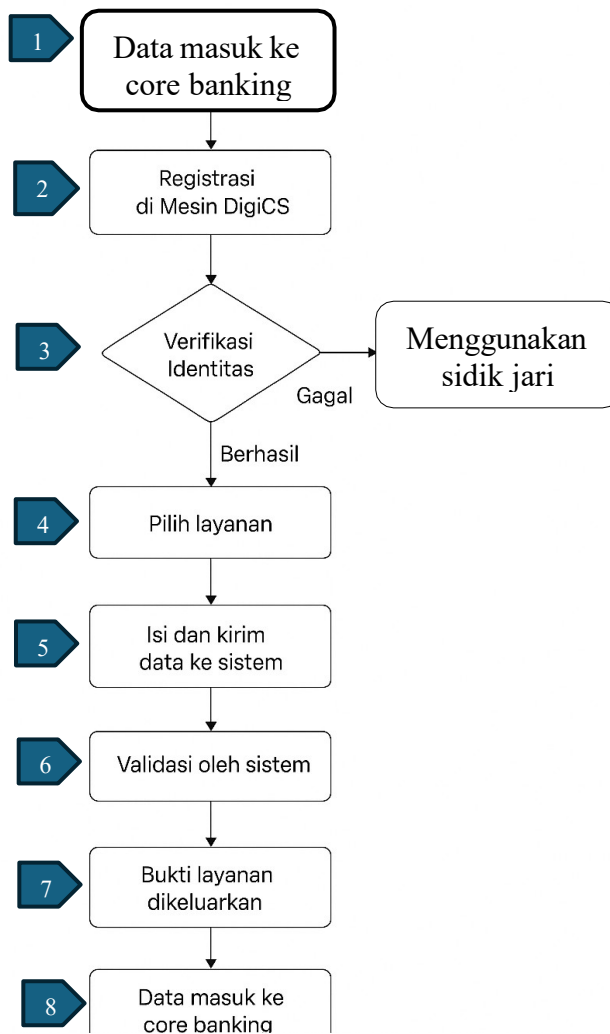 1
Data masuk ke
core banking
2
Registrasi
di Mesin DigiCS
3
Verifikasi
Identitas
Gagal
Menggunakan
sidik jari
Berhasil
4
Pilih layanan
5
Isi dan kirim
data ke sistem
6
Validasi oleh sistem
7
Bukti layanan
dikeluarkan
8
Data masuk ke
core banking